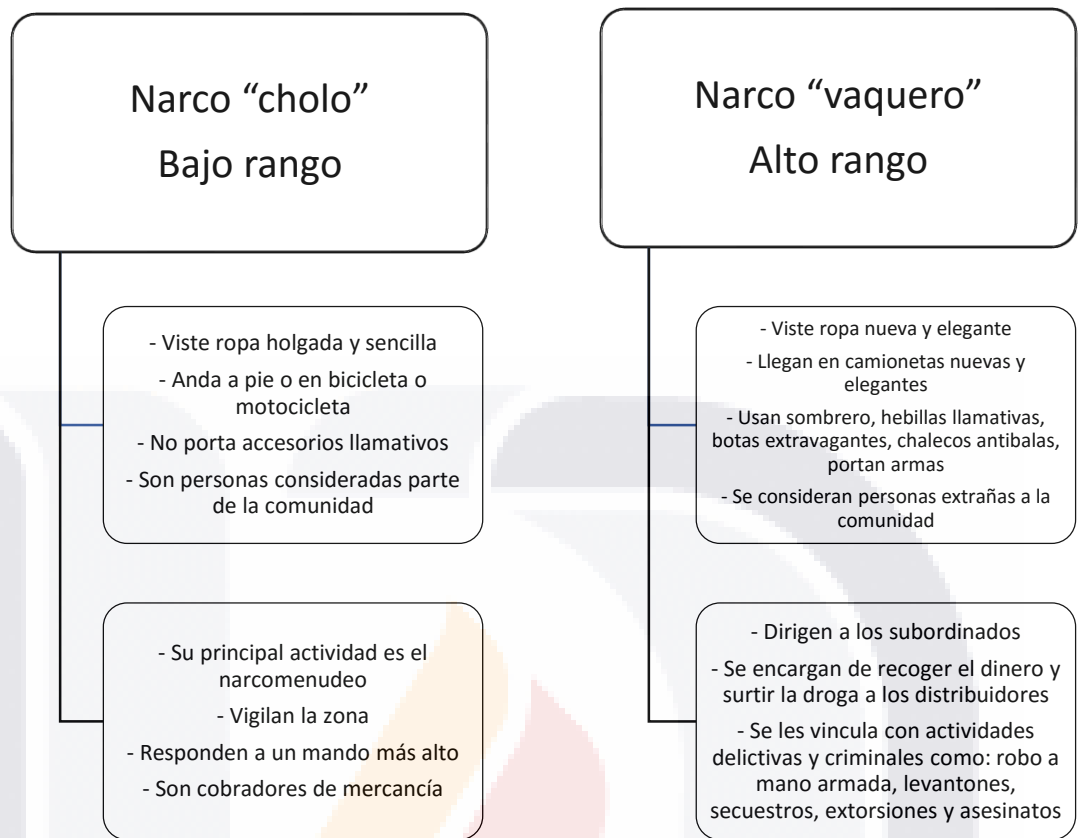 Narco “cholo”
Bajo rango
- Viste ropa holgada y sencilla
- Anda a pie o en bicicleta o
motocicleta
- No porta accesorios llamativos
- Son personas consideradas parte
de la comunidad
- Su principal actividad es el
narcomenudeo
- Vigilan la zona
- Responden a un mando más alto
- Son cobradores de mercancía
Narco “vaquero”
Alto rango
- Viste ropa nueva y elegante
- Llegan en camionetas nuevas y
elegantes
- Usan sombrero, hebillas llamativas,
botas extravagantes, chalecos antibalas,
portan armas
- Se consideran personas extrañas a la
comunidad
- Dirigen a los subordinados
- Se encargan de recoger el dinero y
surtir la droga a los distribuidores
- Se les vincula con actividades
delictivas y criminales como: robo a
mano armada, levantones,
secuestros, extorsiones y asesinatos